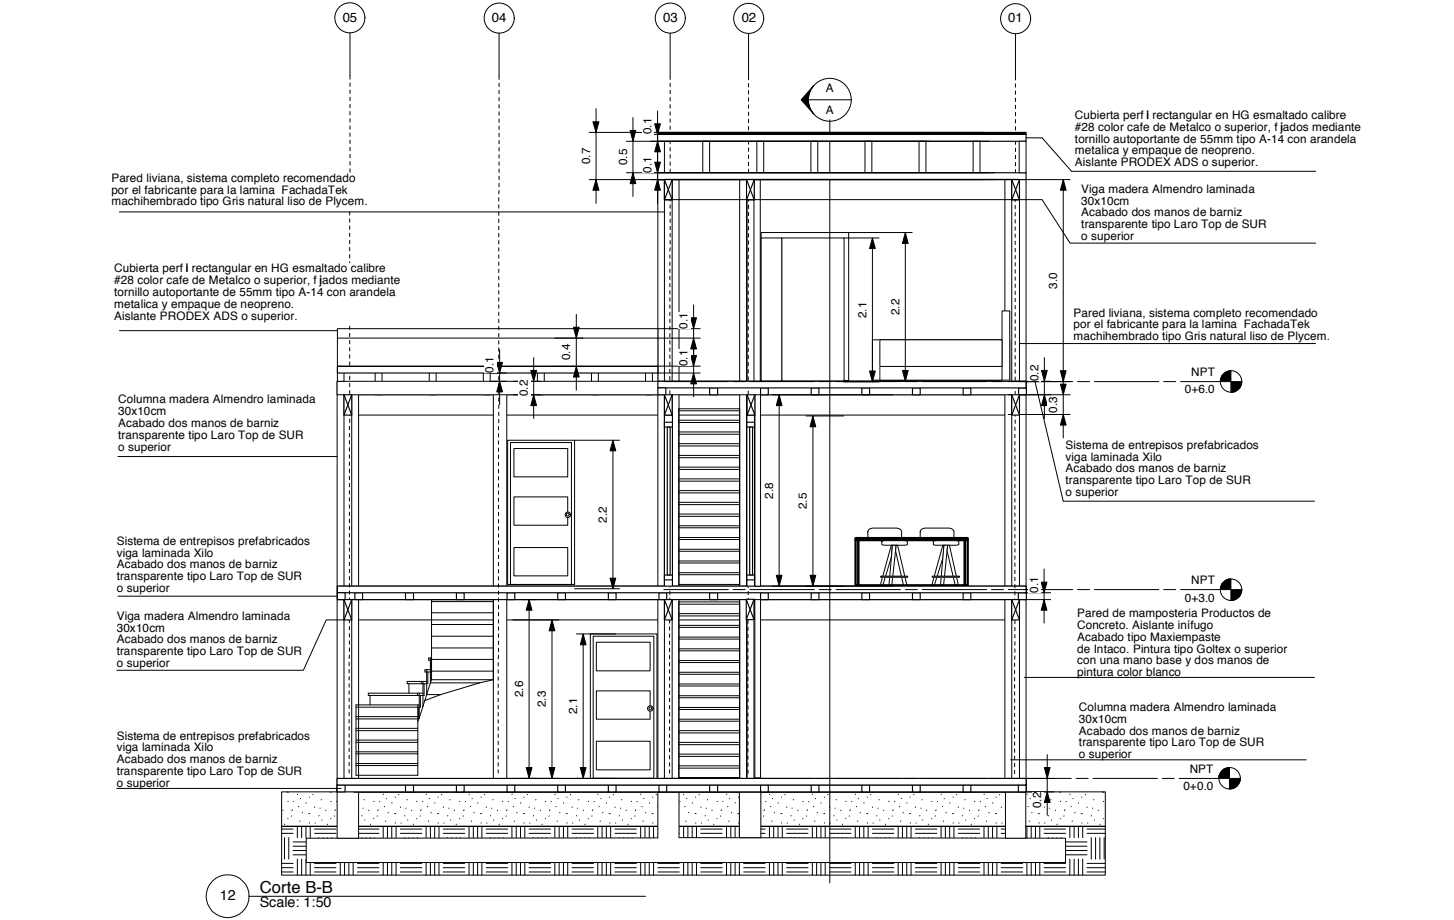 05
04
03
02
01
A
A
Cubierta perf l rectangular en HG esmaltado calibre
#28 color cafe de Metalco o superior, f jados mediante
tornillo autoportante de 55mm tipo A-14 con arandela
metalica y empaque de neopreno.
Aislante PRODEX ADS o superior.
0.1
0.7
0.5
0.1
Pared liviana, sistema completo recomendado
por el fabricante para la lamina FachadaTek
machihembrado tipo Gris natural liso de Plycem.
Viga madera Almendro laminada
30x10cm
Acabado dos manos de barniz
transparente tipo Laro Top de SUR
o superior
Cubierta perf l rectangular en HG esmaltado calibre
#28 color cafe de Metalco o superior, f jados mediante
tornillo autoportante de 55mm tipo A-14 con arandela
metalica y empaque de neopreno.
Aislante PRODEX ADS o superior.
3.0
2.1
2.2
Pared liviana, sistema completo recomendado
por el fabricante para la lamina FachadaTek
machihembrado tipo Gris natural liso de Plycem.
0.1
0.4
0.1
0.1
0.2
0.2
0.3
NPT
0+6.0
Columna madera Almendro laminada
30x10cm
Acabado dos manos de barniz
transparente tipo Laro Top de SUR
o superior
Sistema de entrepisos prefabricados
viga laminada Xilo
Acabado dos manos de barniz
transparente tipo Laro Top de SUR
o superior
2.2
2.8
2.5
Sistema de entrepisos prefabricados
viga laminada Xilo
Acabado dos manos de barniz
transparente tipo Laro Top de SUR
o superior
0.1
NPT
0+3.0
Viga madera Almendro laminada
30x10cm
Acabado dos manos de barniz
transparente tipo Laro Top de SUR
o superior
Pared de mamposteria Productos de
Concreto. Aislante inífugo
Acabado tipo Maxiempaste
de Intaco. Pintura tipo Goltex o superior
con una mano base y dos manos de
pintura color blanco
2.6
2.3
2.1
Columna madera Almendro laminada
30x10cm
Acabado dos manos de barniz
transparente tipo Laro Top de SUR
o superior
Sistema de entrepisos prefabricados
viga laminada Xilo
Acabado dos manos de barniz
transparente tipo Laro Top de SUR
o superior
NPT
0+0.0
0.2
12
Corte B-B
Scale: 1:50